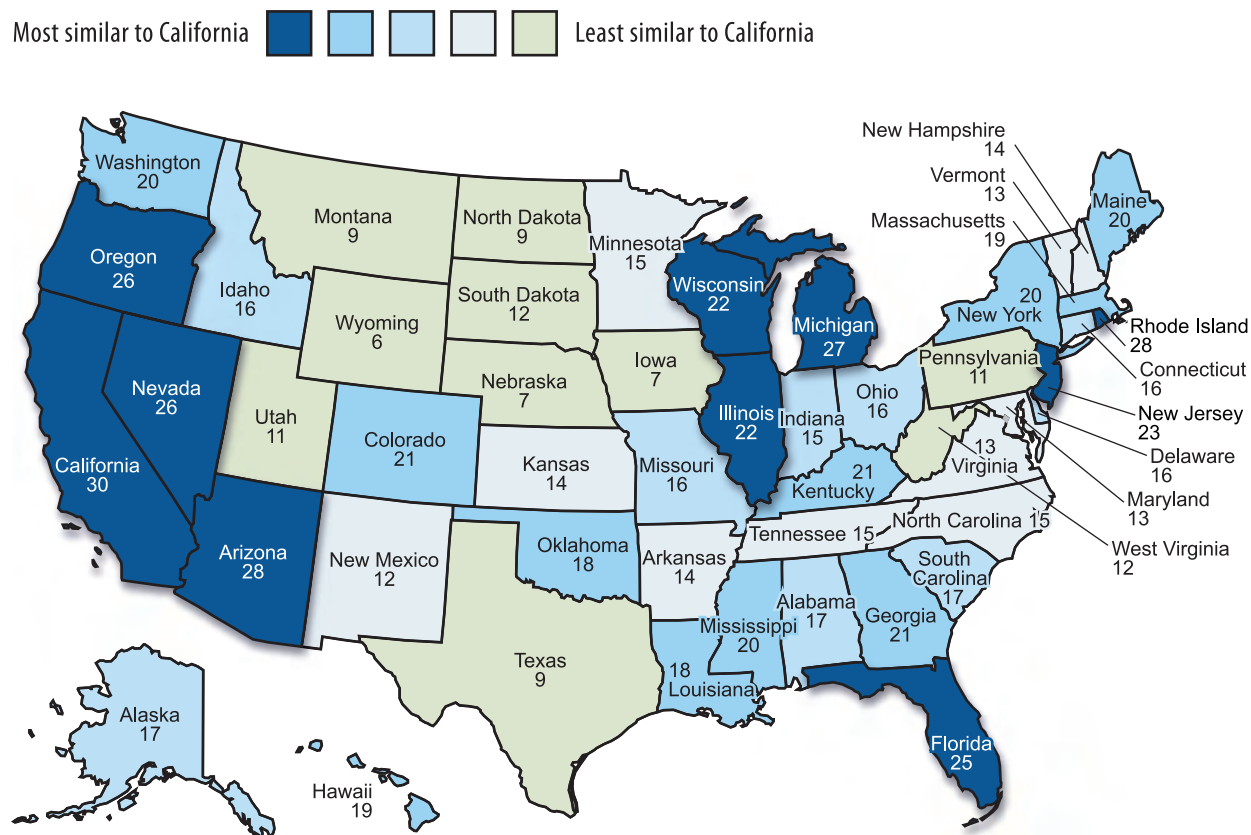 Most similar to California
Least similar to California
New Hampshire
14
Vermont
13
Massachusetts
19
Maine
20
Washington
20
Montana
9
North Dakota
9
Minnesota
15
Oregon
26
Idaho
16
Wyoming
6
South Dakota
12
Wisconsin
22
Michigan
27
20
New York
Rhode Island
28
Connecticut
16
Nevada
26
Utah
11
Nebraska
7
Iowa
7
Pennsylvania
11
New Jersey
23
Illinois
22
Indiana
15
Ohio
16
Colorado
21
California
30
Kansas
14
Missouri
16
21
Kentucky
13
Virginia
Delaware
16
Maryland
13
West Virginia
12
Arizona
28
New Mexico
12
Oklahoma
18
Arkansas
14
Tennessee 15
North Carolina 15
South
Carolina
17
Mississippi
20
Alabama
17
Georgia
21
Texas
9
18
Louisiana
Florida
25
Alaska
17
Hawaii
19